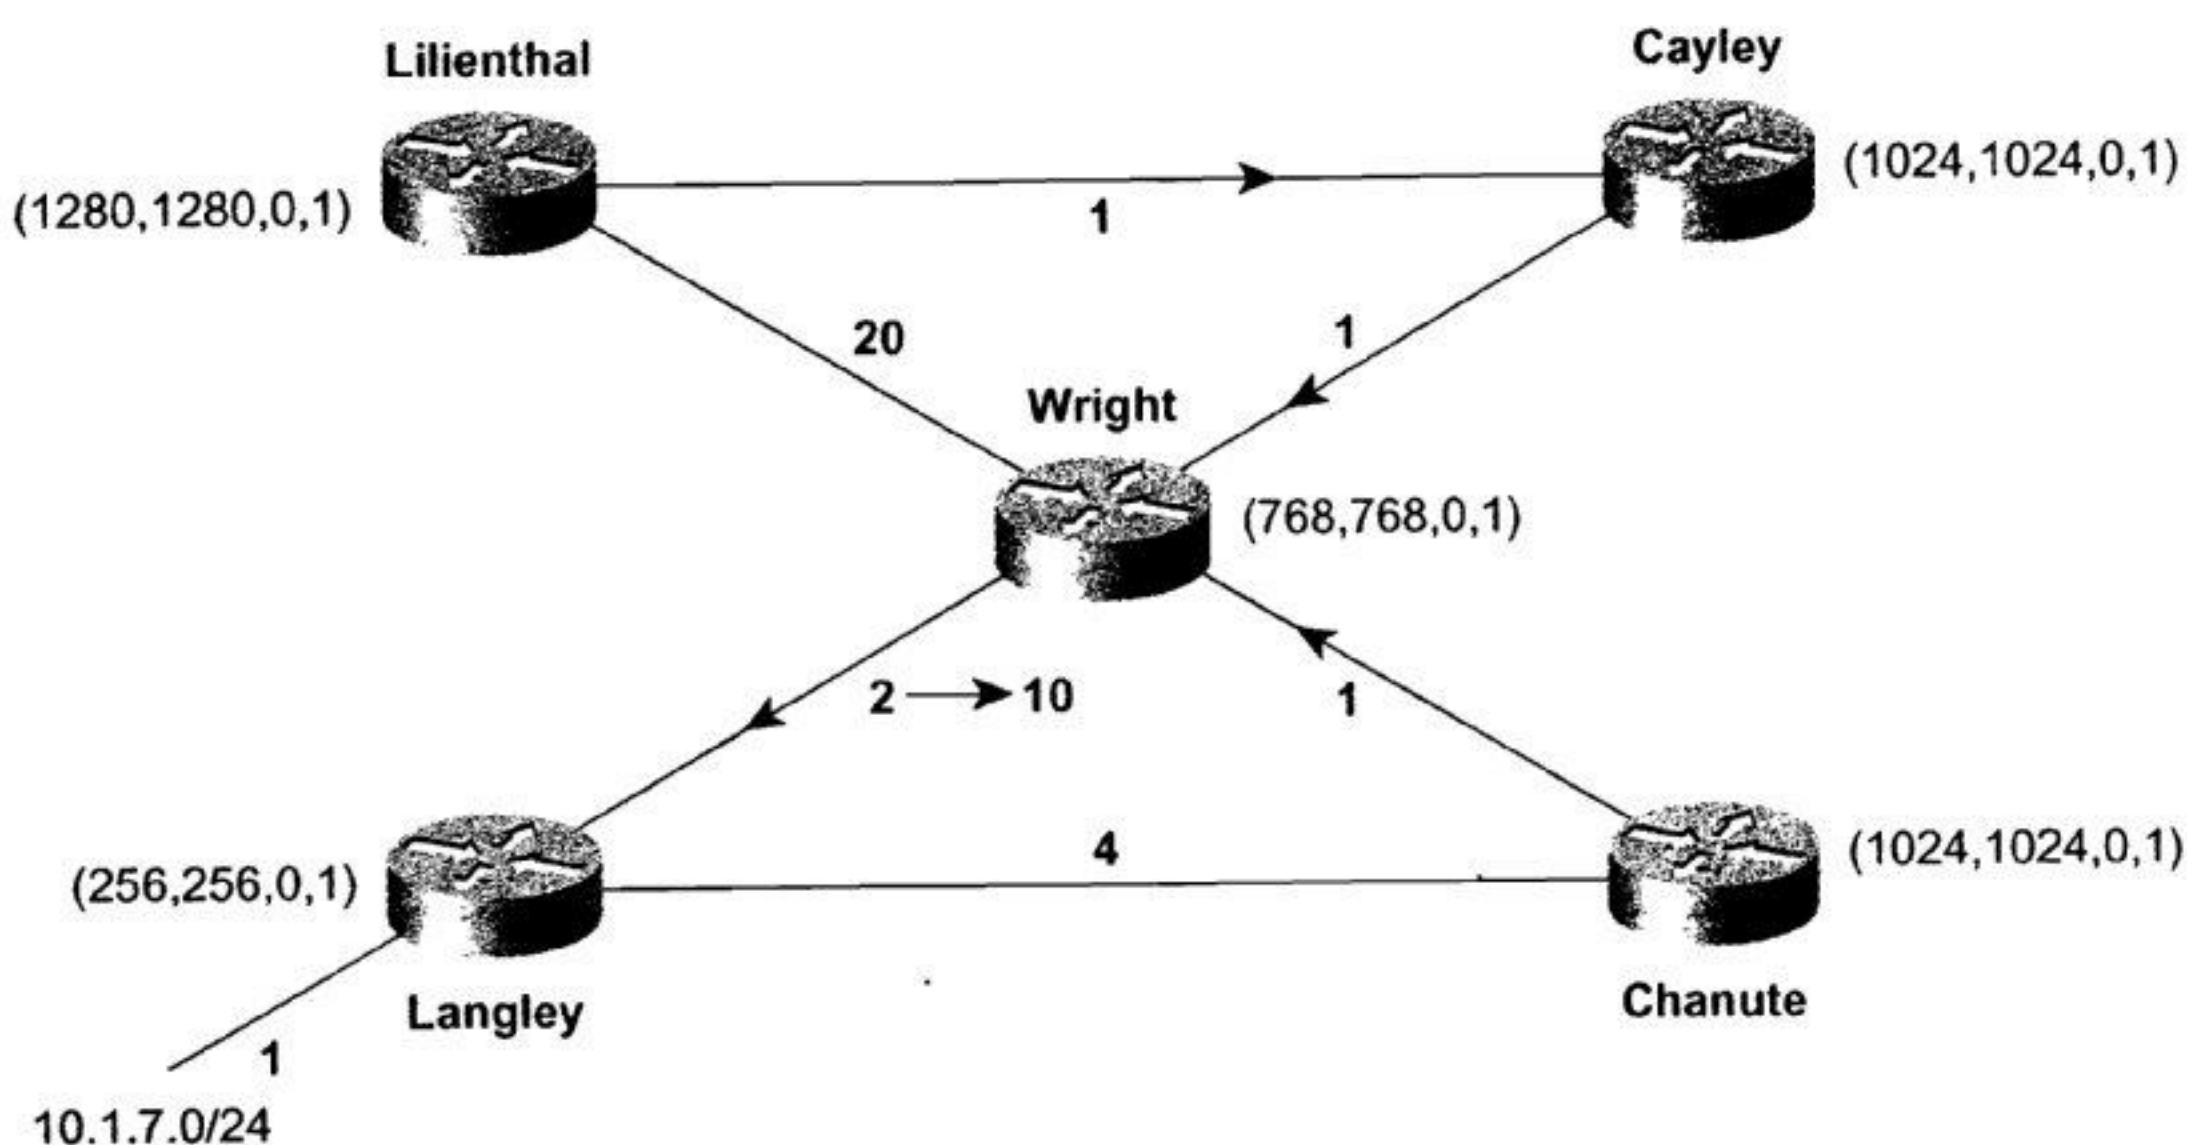 Lilienthal
Cayley
(1280,1280,0,1)
(1024,1024,0,1)
1
20
1
Wright
(768,768,0,1)
2 → 10
1
4
(256,256,0,1)
(1024,1024,0,1)
Langley
Chanute
1
10.1.7.0/24